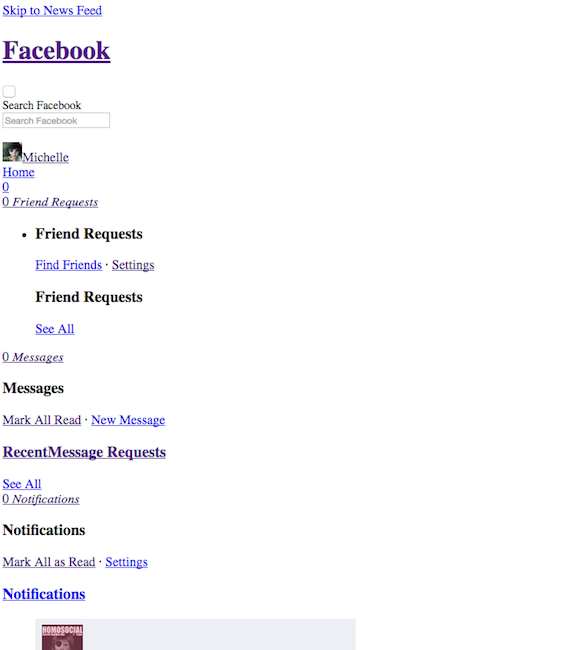 Skip to News Feed
Facebook
Search Facebook
Search Facebook
Michelle
Home
0
0 Friend Requests
Friend Requests
Find Friends · Settings
Friend Requests
See All
0 Messages
Messages
Mark All Read · New Message
RecentMessage Requests
See All
0 Notifications
Notifications
Mark All as Read · Settings
Notifications
HOMOSOCIAL